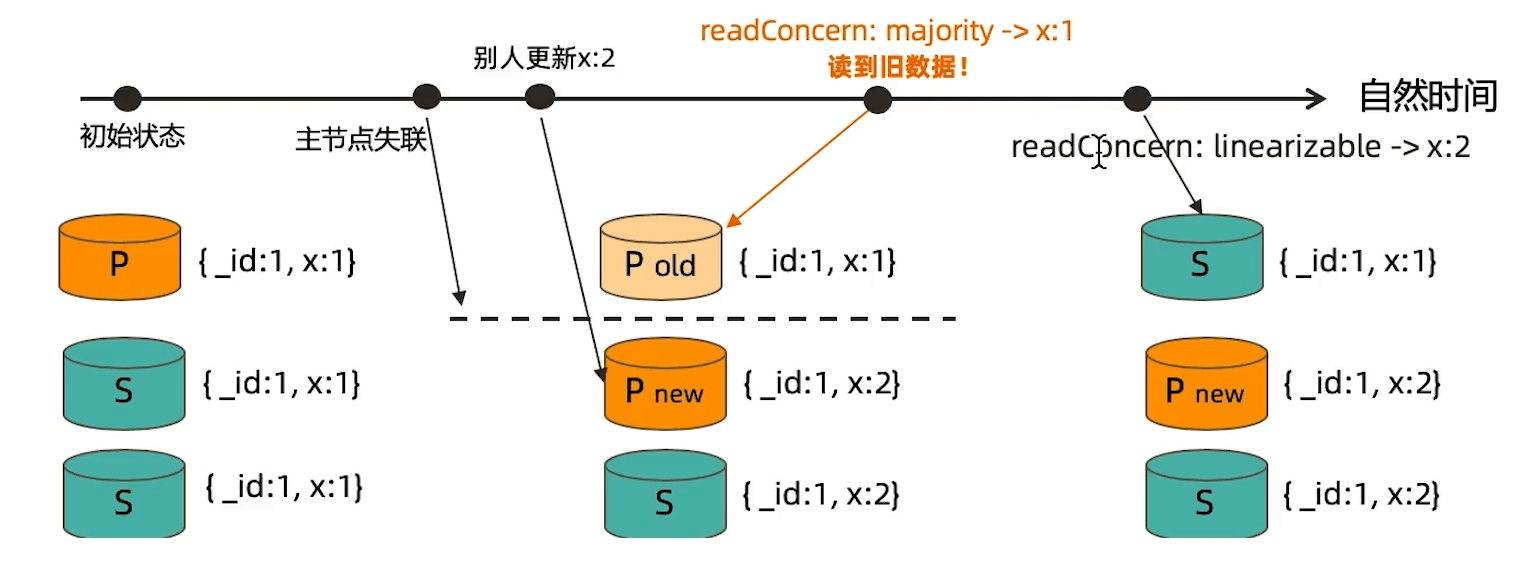 readConcern: majority -> x:1
别人更新x:2
读到旧数据！
自然时间
初始状态
主节点失联
readConcern: linearizable -> x:2
P { _id:1, x:1}
P old { _id:1, x:1}
S { _id:1, x:1}
S { _id:1, x:1}
P new { _id:1, x:2}
P new { _id:1, x:2}
S { _id:1, x:1}
S { _id:1, x:2}
S { _id:1, x:2}